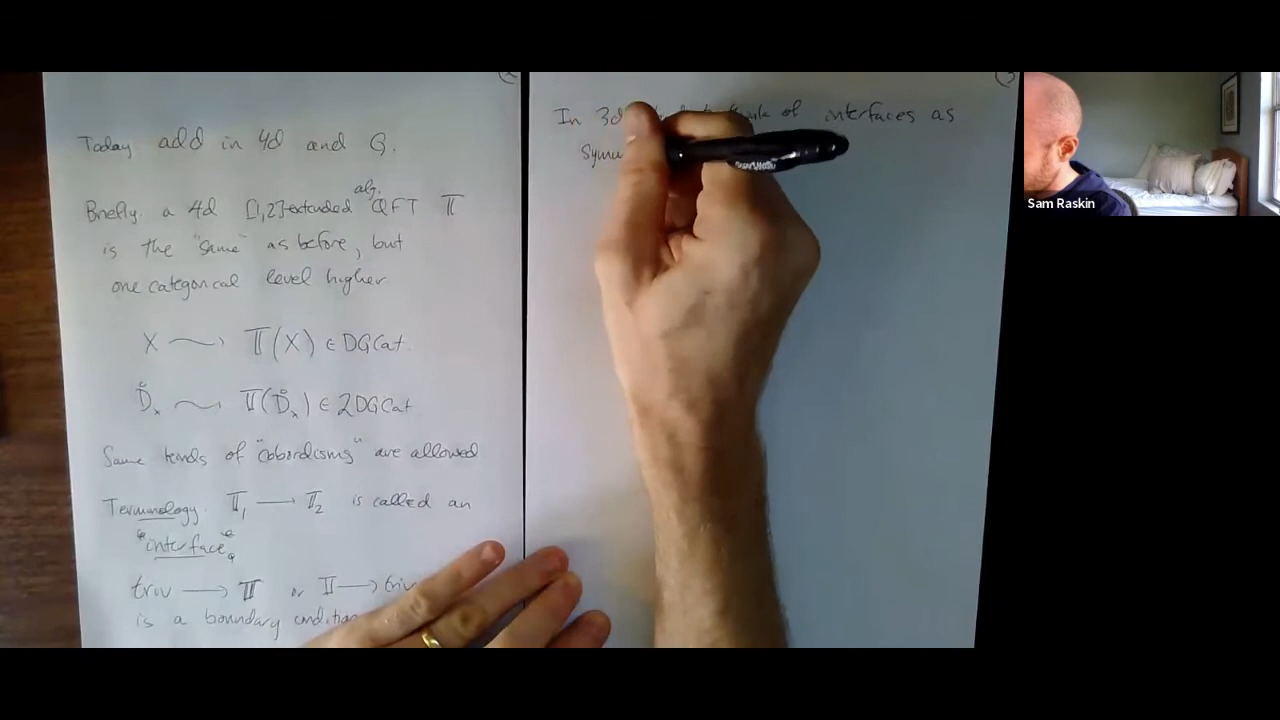 Today add in 4d and G.
Briefly a 4d [1,2]-extended alg. QFT 𝕋
is the "same" as before, but
one categorical level higher
X ⟿ 𝕋(X) ∈ DGCat.
D̊ₓ ⟿ 𝕋(D̊ₓ) ∈ 2DGCat
Same kinds of "cobordisms" are allowed
Terminology. 𝕋₁ ⟶ 𝕋₂ is called an
"interface"
triv ⟶ 𝕋 or 𝕋 ⟶ triv
is a boundary condition
In 3d of interfaces as
Sam Raskin